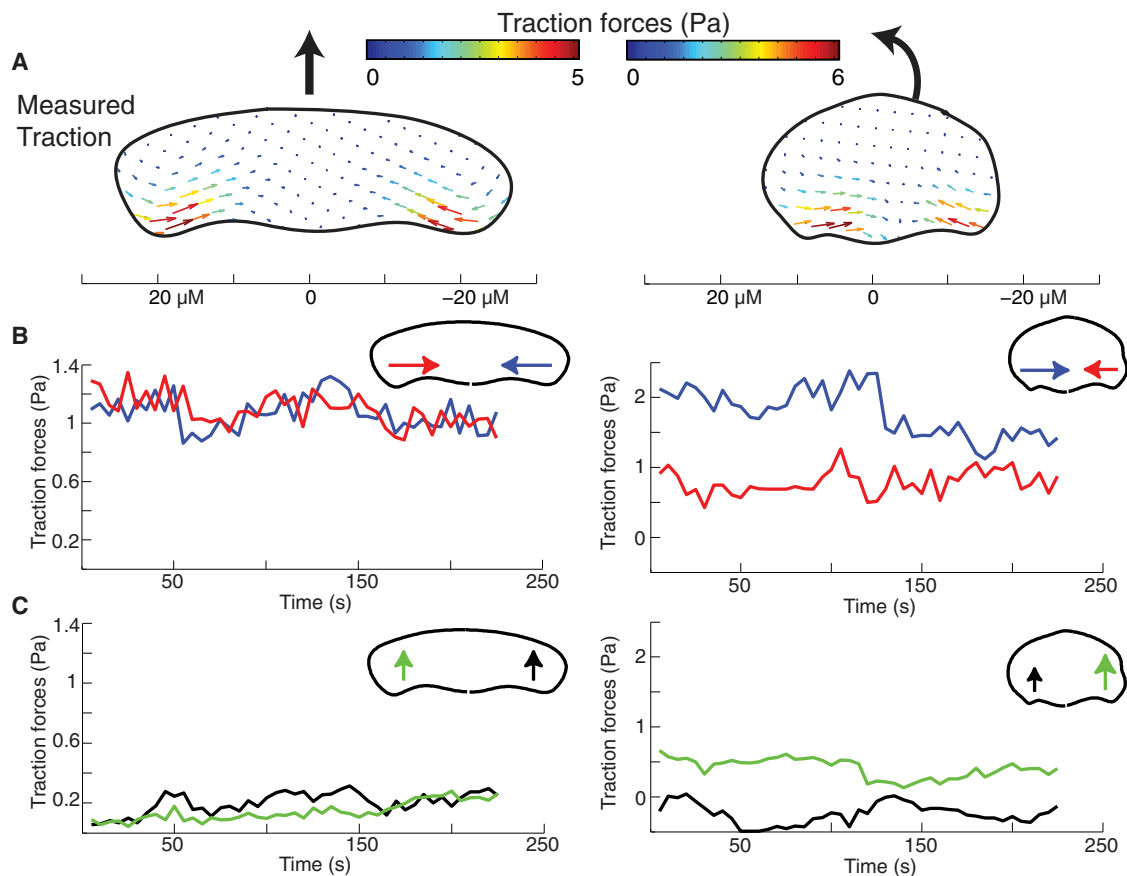 Traction forces (Pa)
A
0 5 0 6
Measured
Traction
20 µM 0 −20 µM
20 µM 0 −20 µM
B
Traction forces (Pa)
1.4
1
0.6
0.2
50 150 250
Time (s)
Traction forces (Pa)
2
1
0
50 150 250
Time (s)
C
Traction forces (Pa)
1.4
1
0.6
0.2
50 150 250
Time (s)
Traction forces (Pa)
2
1
0
50 150 250
Time (s)